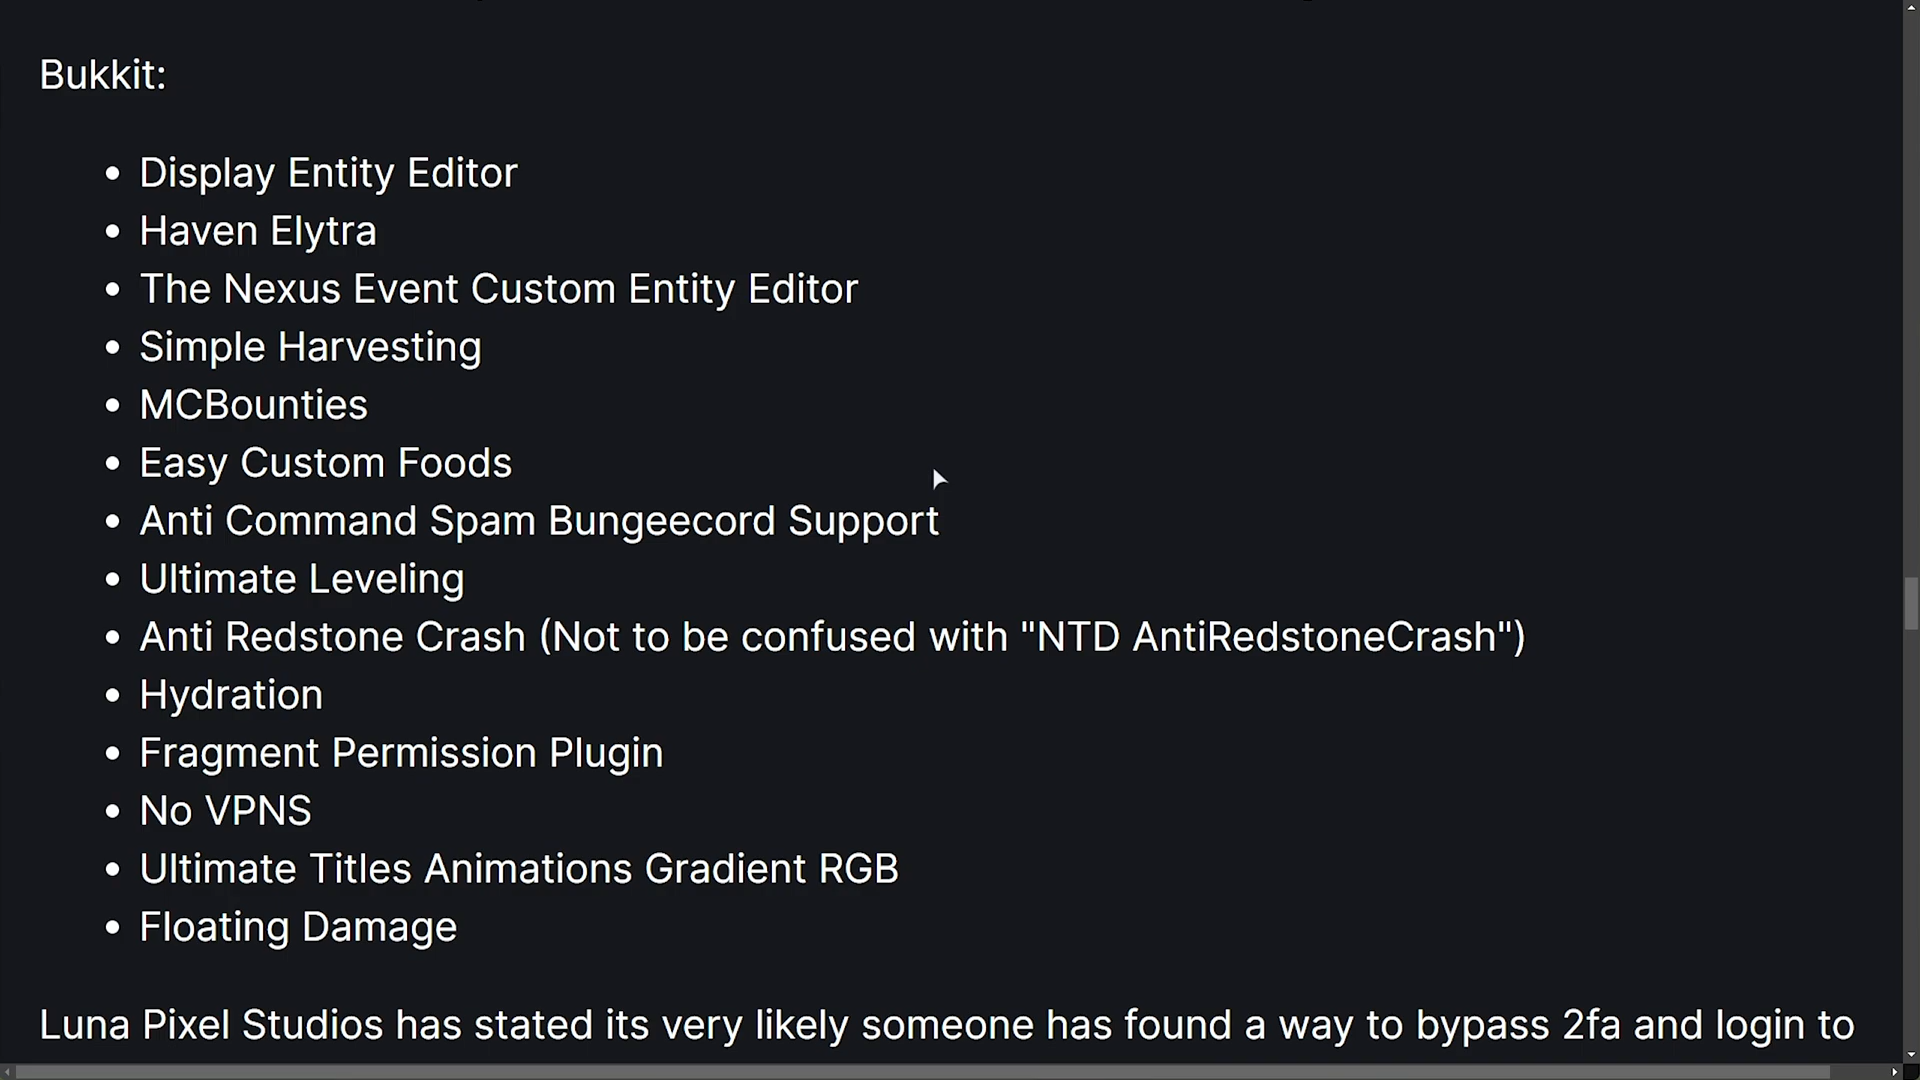 Bukkit:
• Display Entity Editor
• Haven Elytra
• The Nexus Event Custom Entity Editor
• Simple Harvesting
• MCBounties
• Easy Custom Foods
• Anti Command Spam Bungeecord Support
• Ultimate Leveling
• Anti Redstone Crash (Not to be confused with "NTD AntiRedstoneCrash")
• Hydration
• Fragment Permission Plugin
• No VPNS
• Ultimate Titles Animations Gradient RGB
• Floating Damage
Luna Pixel Studios has stated its very likely someone has found a way to bypass 2fa and login to